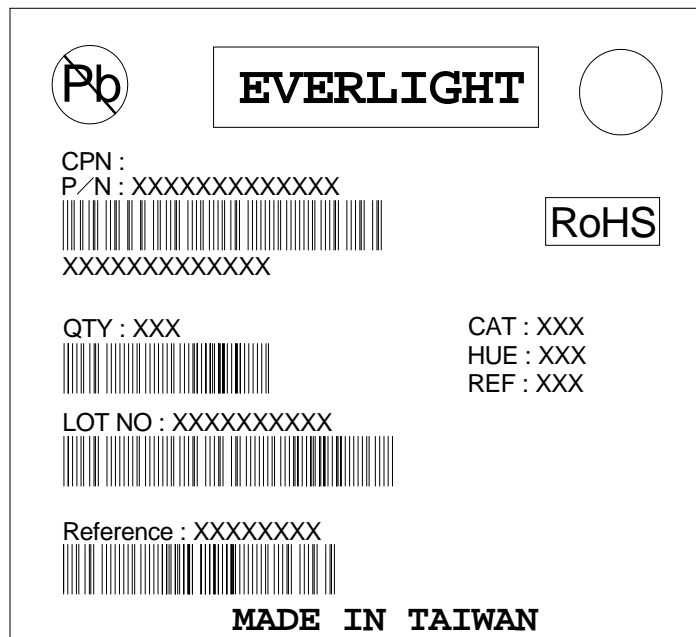 Pb
EVERLIGHT
CPN :
P/N : XXXXXXXXXXXXX
RoHS
XXXXXXXXXXXXX
QTY : XXX
CAT : XXX
HUE : XXX
REF : XXX
LOT NO : XXXXXXXXXX
Reference : XXXXXXXX
MADE IN TAIWAN